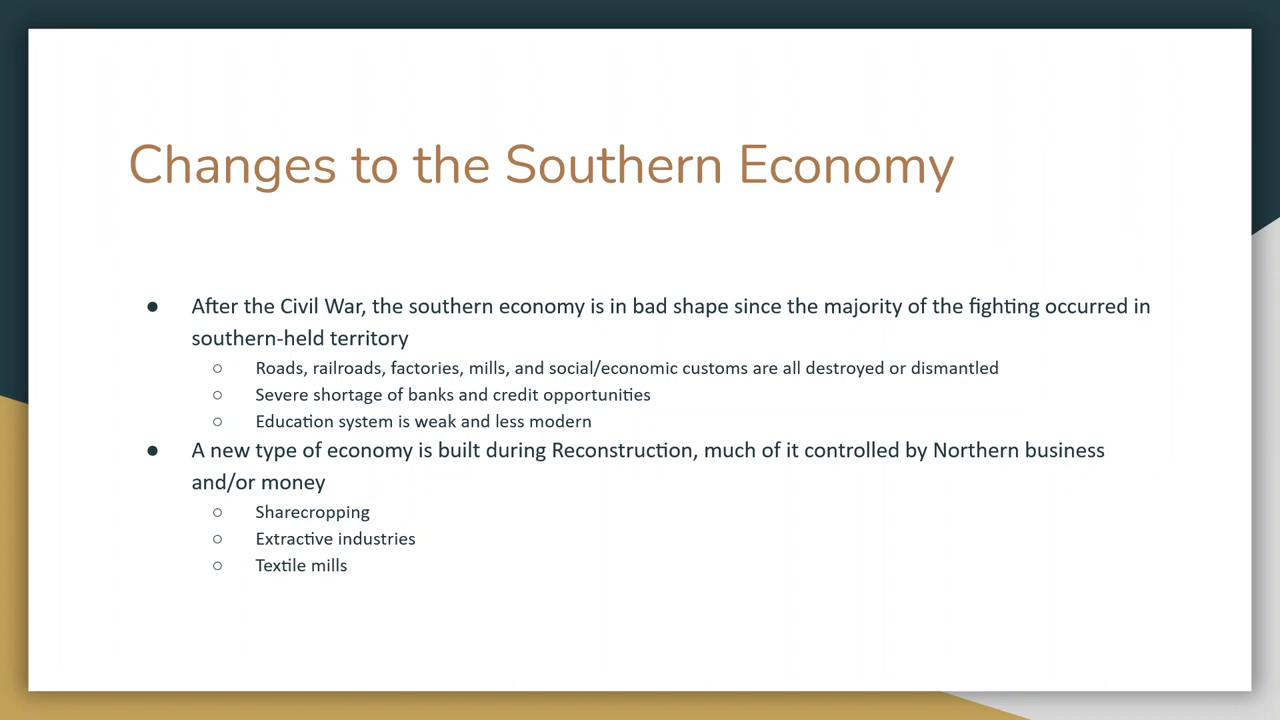 Changes to the Southern Economy
● After the Civil War, the southern economy is in bad shape since the majority of the fighting occurred in
southern-held territory
○ Roads, railroads, factories, mills, and social/economic customs are all destroyed or dismantled
○ Severe shortage of banks and credit opportunities
○ Education system is weak and less modern
● A new type of economy is built during Reconstruction, much of it controlled by Northern business
and/or money
○ Sharecropping
○ Extractive industries
○ Textile mills